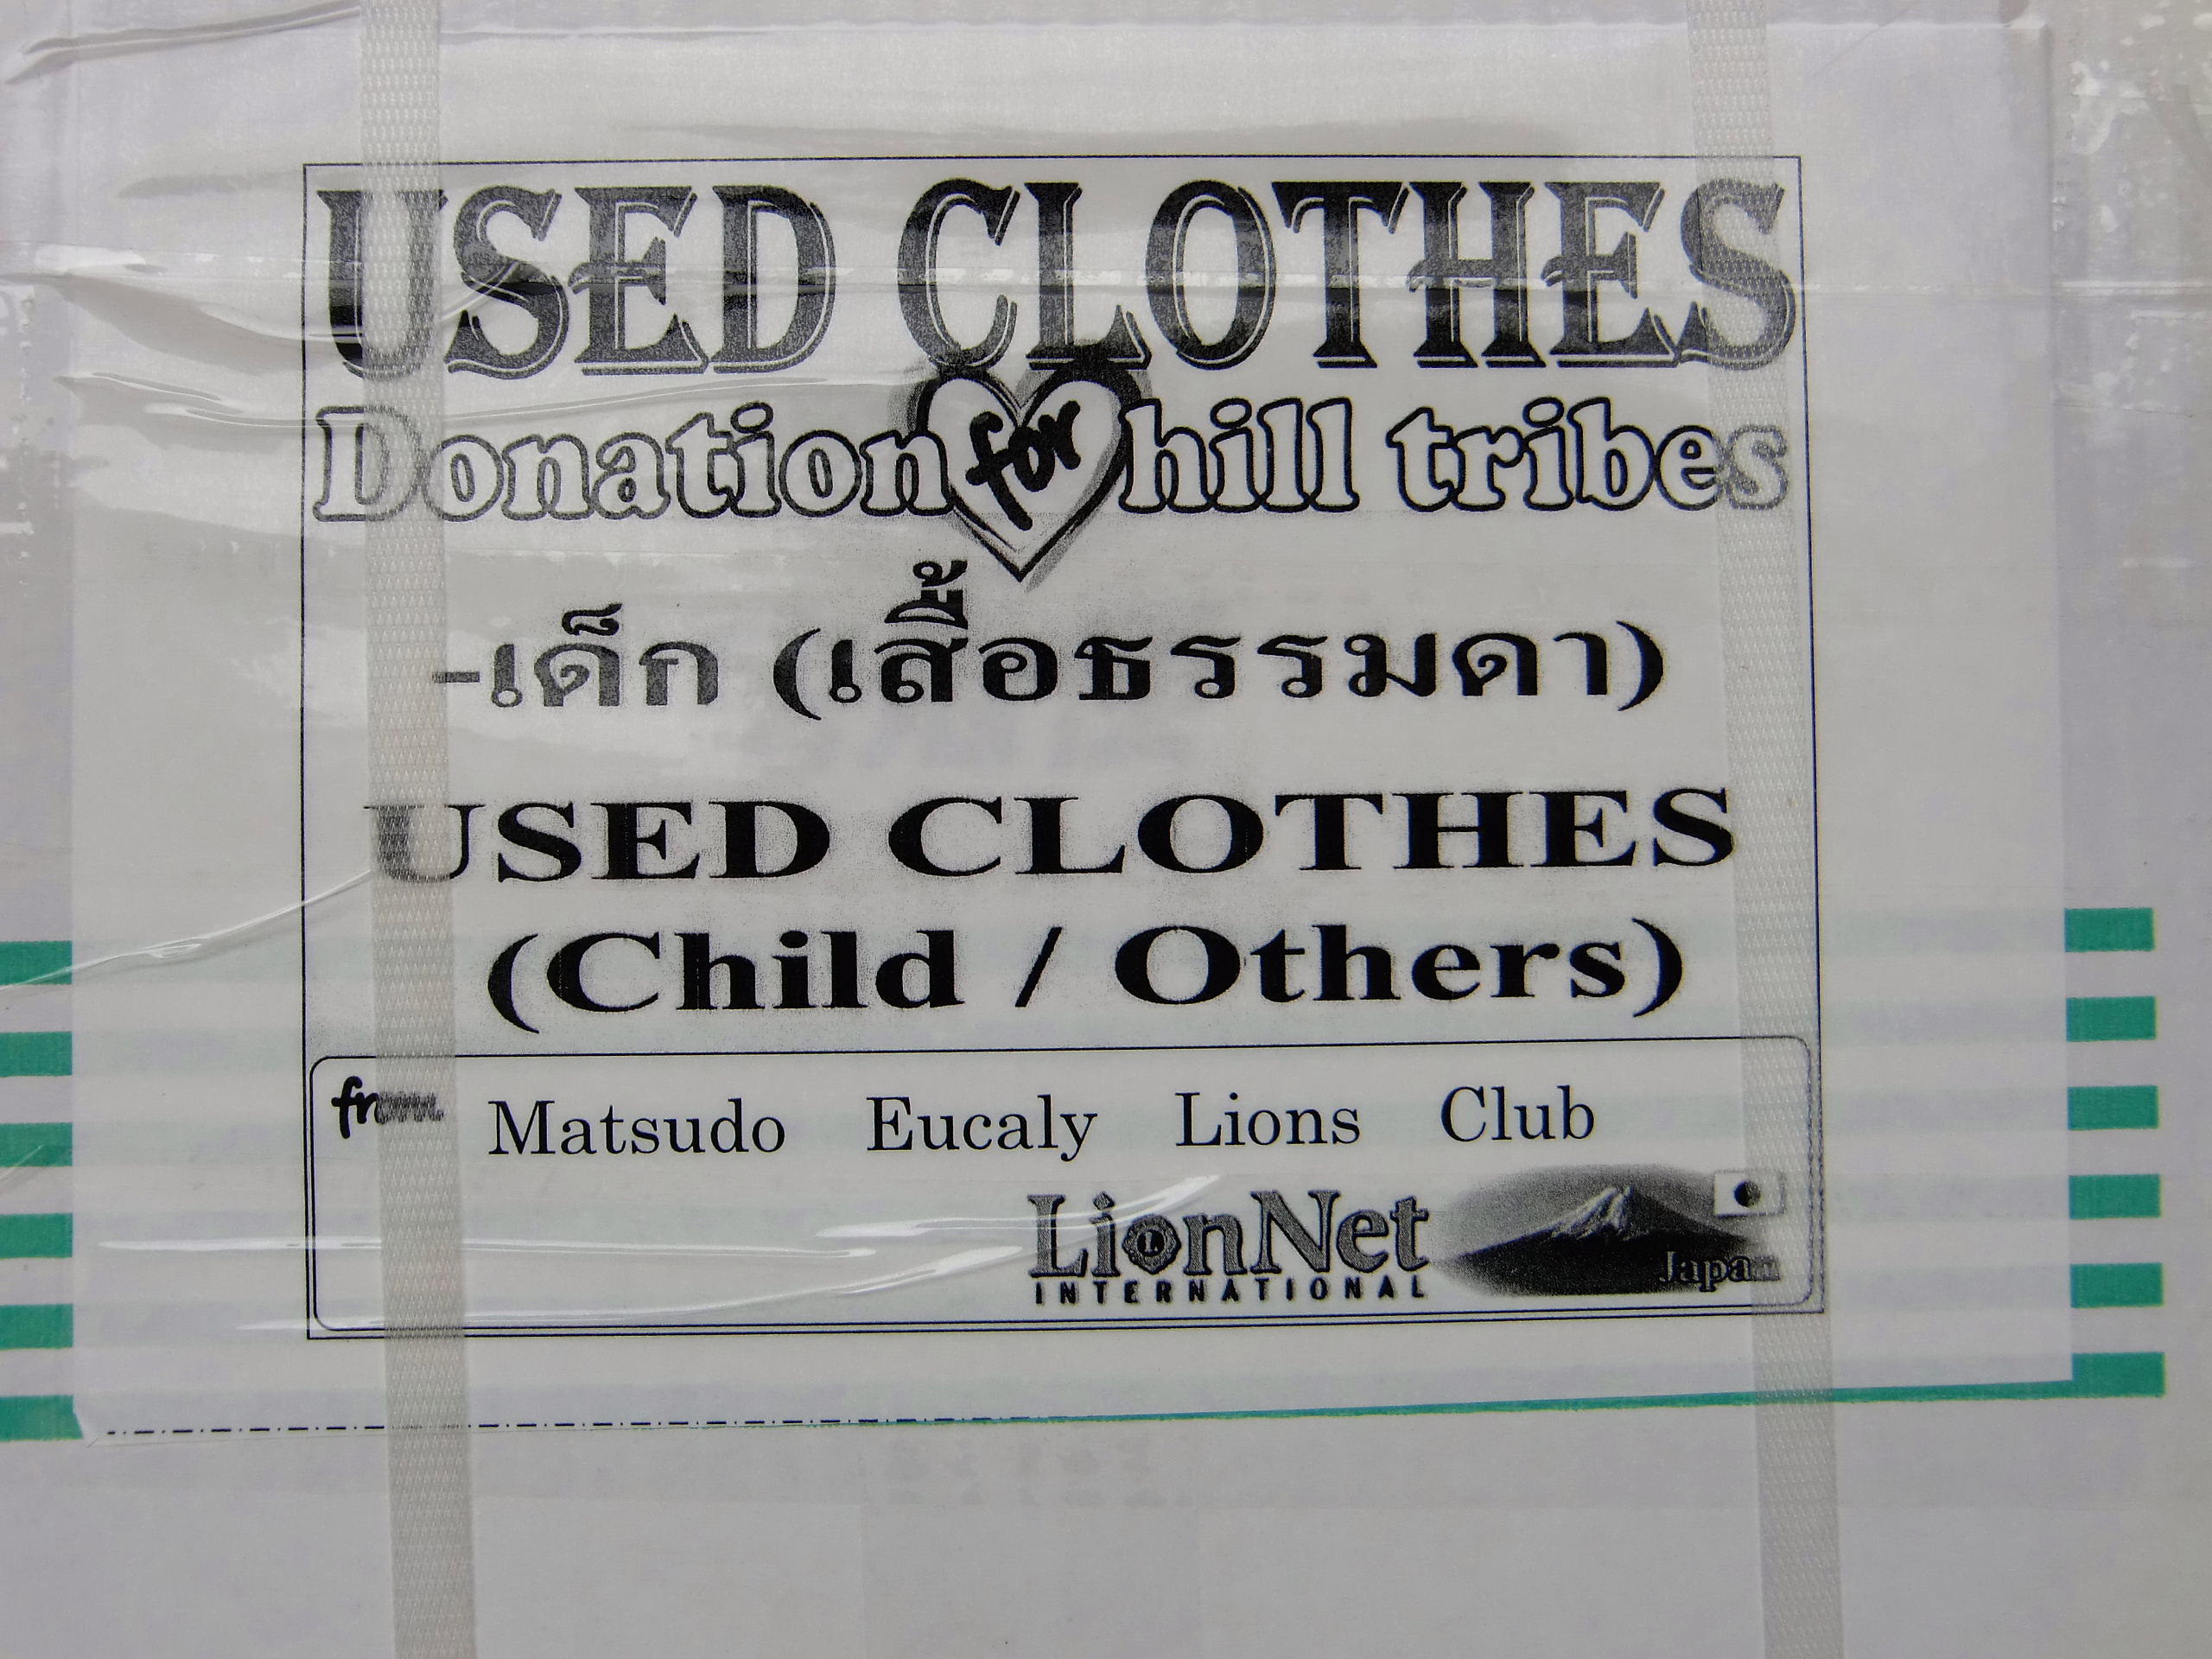 USED CLOTHES
Donation for hill tribes
-เด็ก (เสื้อธรรมดา)
USED CLOTHES
(Child / Others)
from Matsudo Eucaly Lions Club
LionNet
INTERNATIONAL
Japan